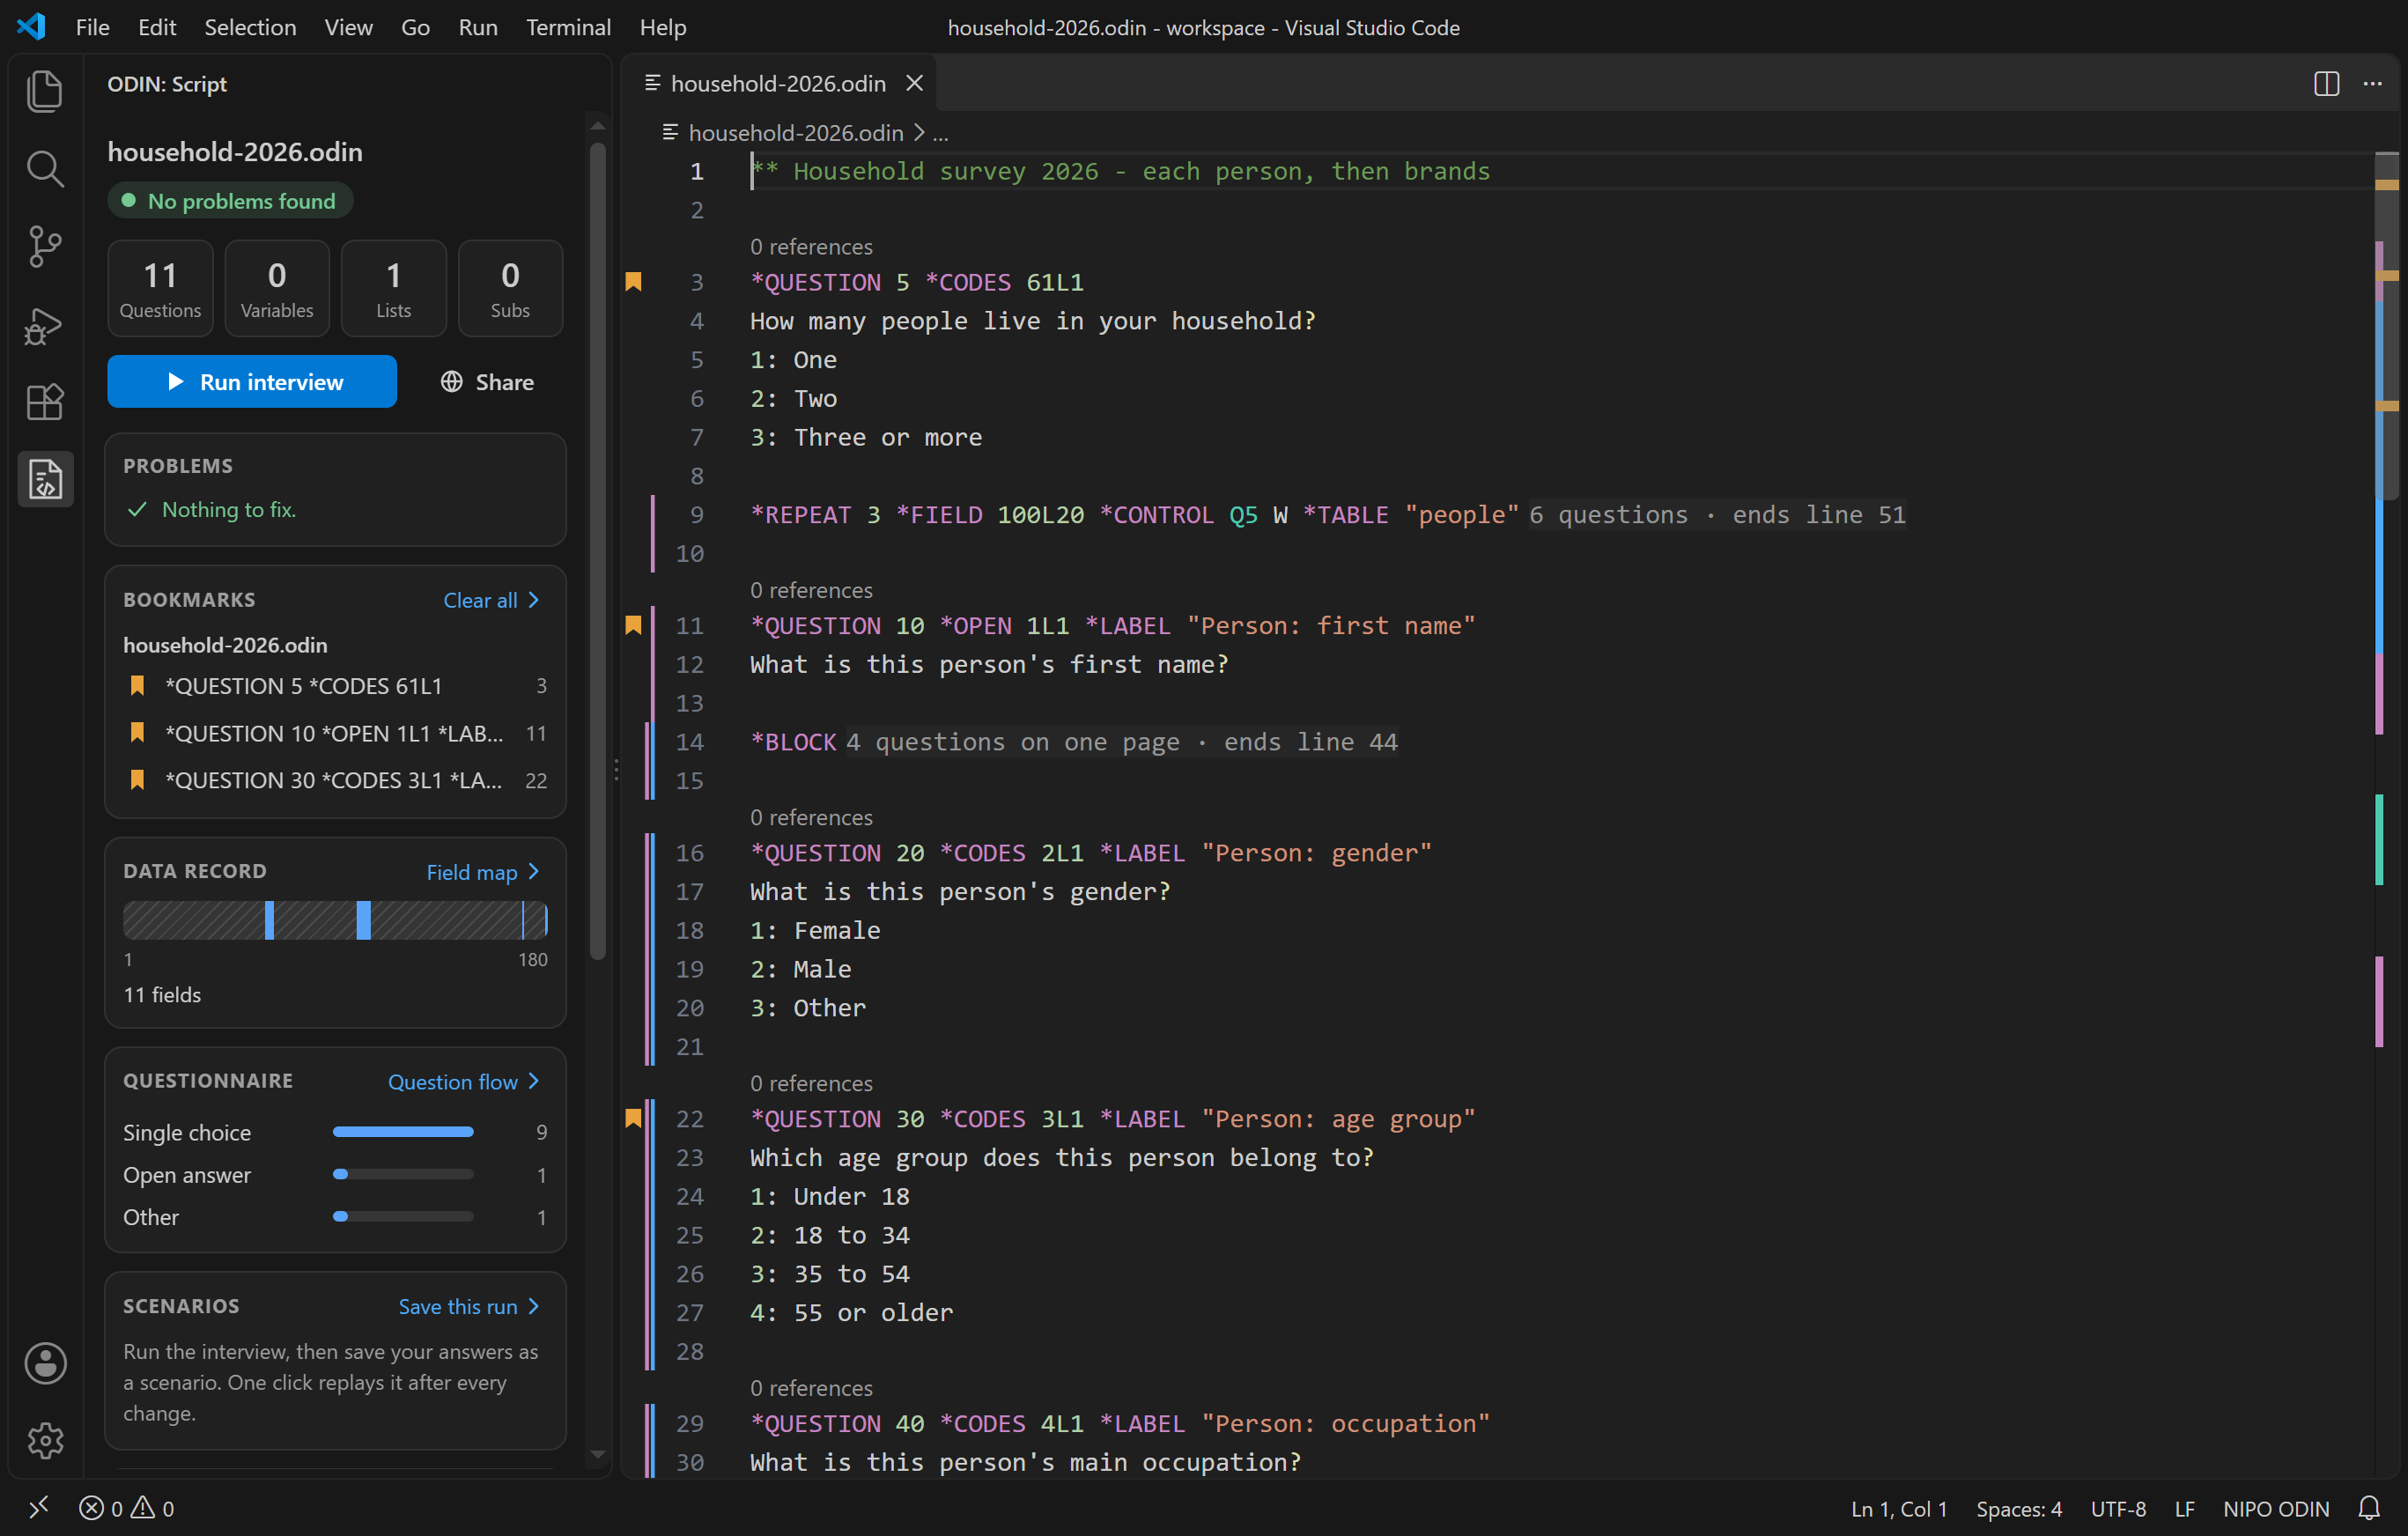 File Edit Selection View Go Run Terminal Help
household-2026.odin - workspace - Visual Studio Code
ODIN: Script
household-2026.odin
No problems found
11 Questions
0 Variables
1 Lists
0 Subs
Run interview
Share
PROBLEMS
Nothing to fix.
BOOKMARKS Clear all
household-2026.odin
*QUESTION 5 *CODES 61L1 3
*QUESTION 10 *OPEN 1L1 *LAB... 11
*QUESTION 30 *CODES 3L1 *LA... 22
DATA RECORD Field map
1 180
11 fields
QUESTIONNAIRE Question flow
Single choice 9
Open answer 1
Other 1
SCENARIOS Save this run
Run the interview, then save your answers as
a scenario. One click replays it after every
change.
household-2026.odin
household-2026.odin > ...
1 ** Household survey 2026 - each person, then brands
2
0 references
3 *QUESTION 5 *CODES 61L1
4 How many people live in your household?
5 1: One
6 2: Two
7 3: Three or more
8
9 *REPEAT 3 *FIELD 100L20 *CONTROL Q5 W *TABLE "people" 6 questions · ends line 51
10
0 references
11 *QUESTION 10 *OPEN 1L1 *LABEL "Person: first name"
12 What is this person's first name?
13
14 *BLOCK 4 questions on one page · ends line 44
15
0 references
16 *QUESTION 20 *CODES 2L1 *LABEL "Person: gender"
17 What is this person's gender?
18 1: Female
19 2: Male
20 3: Other
21
0 references
22 *QUESTION 30 *CODES 3L1 *LABEL "Person: age group"
23 Which age group does this person belong to?
24 1: Under 18
25 2: 18 to 34
26 3: 35 to 54
27 4: 55 or older
28
0 references
29 *QUESTION 40 *CODES 4L1 *LABEL "Person: occupation"
30 What is this person's main occupation?
0 0
Ln 1, Col 1 Spaces: 4 UTF-8 LF NIPO ODIN